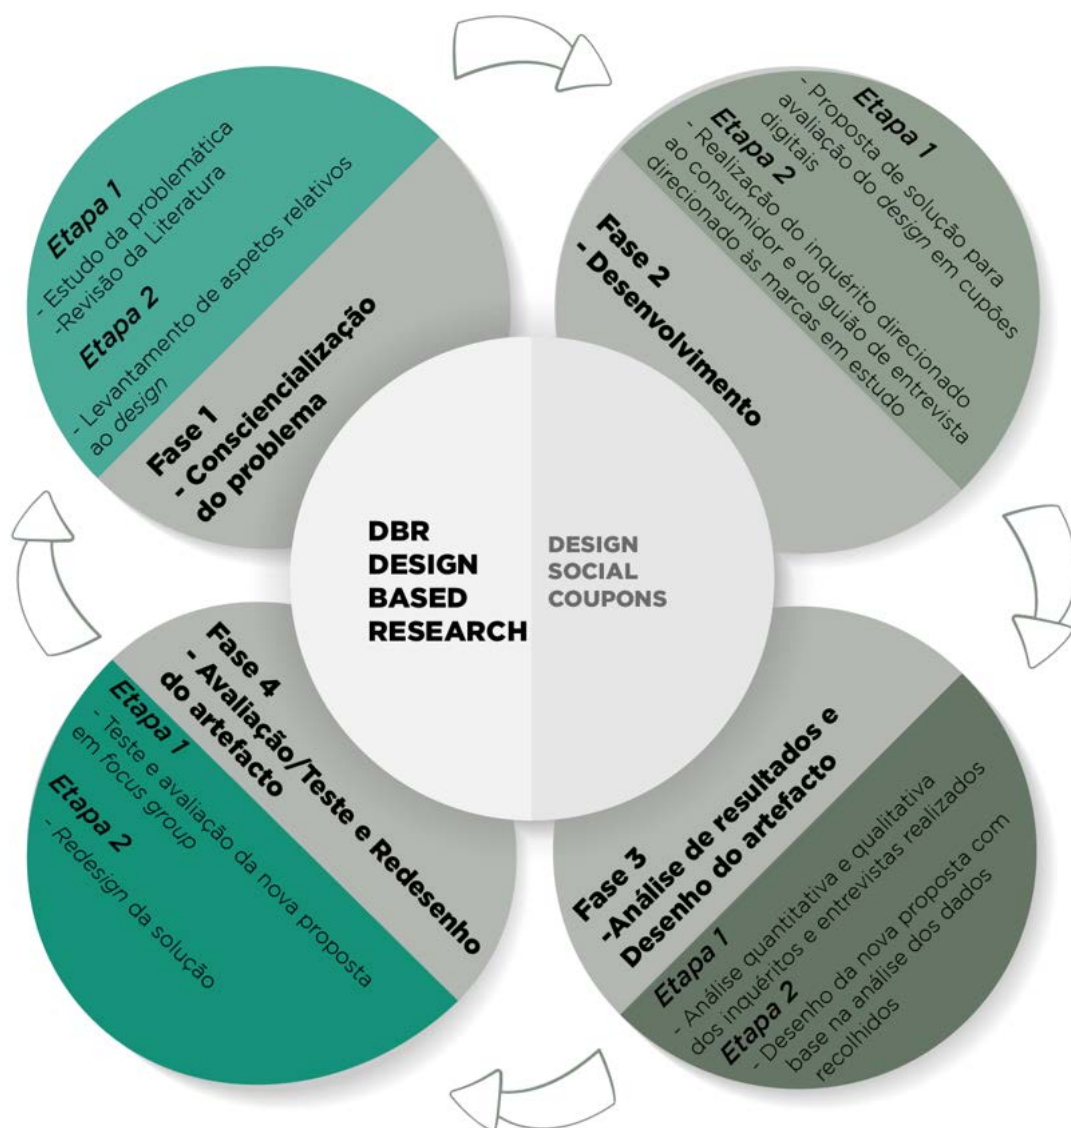 Etapa 1
- Estudo da problemática
-Revisão da Literatura
Etapa 2
- Levantamento de aspetos relativos
ao design
Fase 1
- Consciencialização
do problema
Etapa 1
- Proposta de solução para
avaliação do design em cupões
digitais
Etapa 2
- Realização do inquérito direcionado
ao consumidor e do guião de entrevista
direcionado às marcas em estudo
Fase 2
- Desenvolvimento
DBR
DESIGN
BASED
RESEARCH
DESIGN
SOCIAL
COUPONS
Fase 3
-Análise de resultados e
Desenho do artefacto
Etapa 1
- Análise quantitativa e qualitativa
dos inquéritos e entrevistas realizados
Etapa 2
- Desenho da nova proposta com
base na análise dos dados
recolhidos
Fase 4
- Avaliação/Teste e Redesenho
do artefacto
Etapa 1
- Teste e avaliação da nova proposta
em focus group
Etapa 2
- Redesign da solução